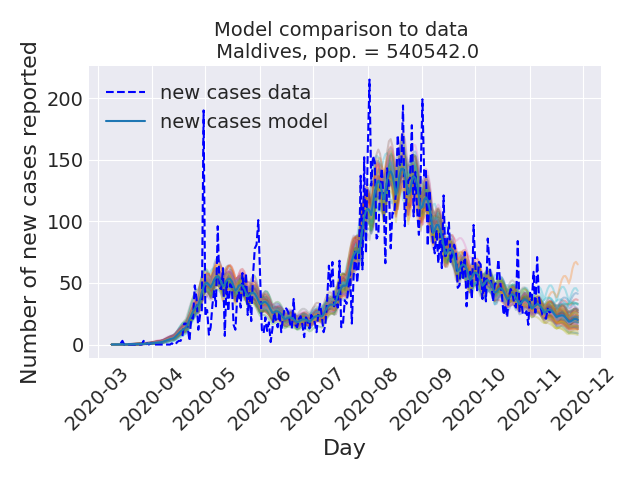 Model comparison to data
Maldives, pop. = 540542.0
Number of new cases reported
200
150
100
50
0
new cases data
new cases model
2020-03
2020-04
2020-05
2020-06
2020-07
2020-08
2020-09
2020-10
2020-11
2020-12
Day